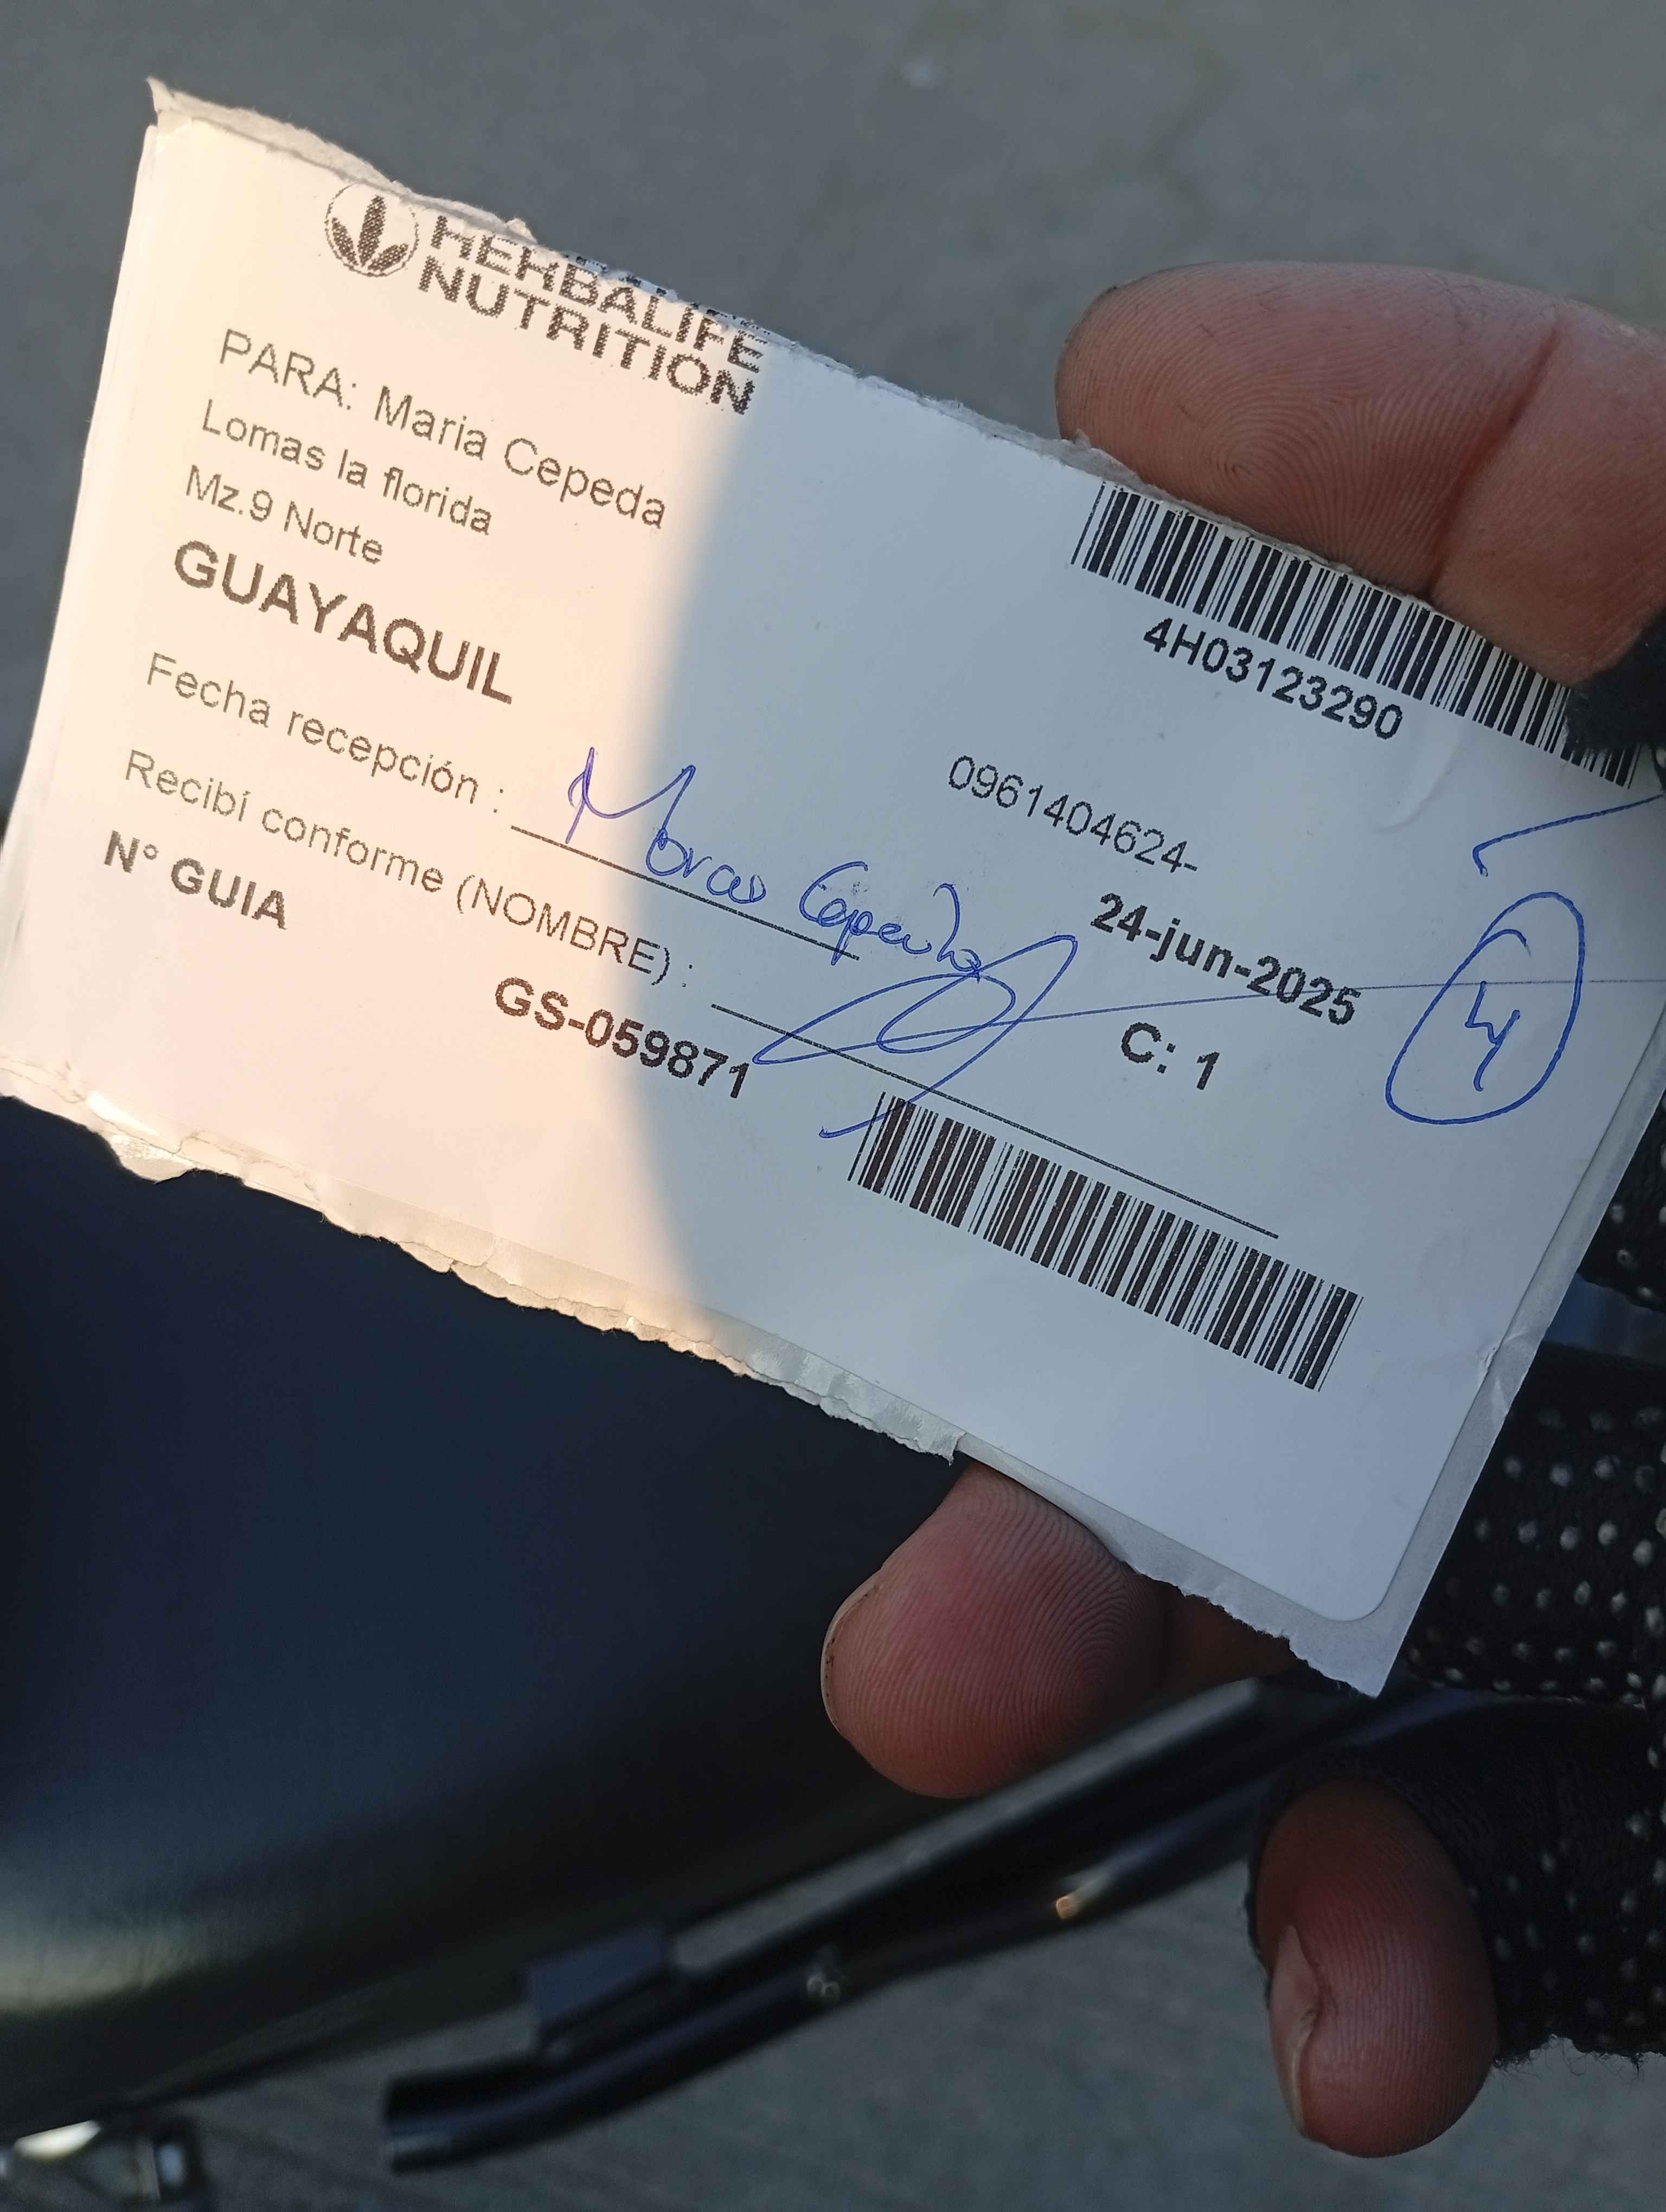 HERBALIFE
NUTRITION
PARA: Maria Cepeda
Lomas la florida
Mz.9 Norte
GUAYAQUIL
4H03123290
0961404624-
Fecha recepción :
24-jun-2025
Recibí conforme (NOMBRE) :
C: 1
4
N° GUIA
GS-059871